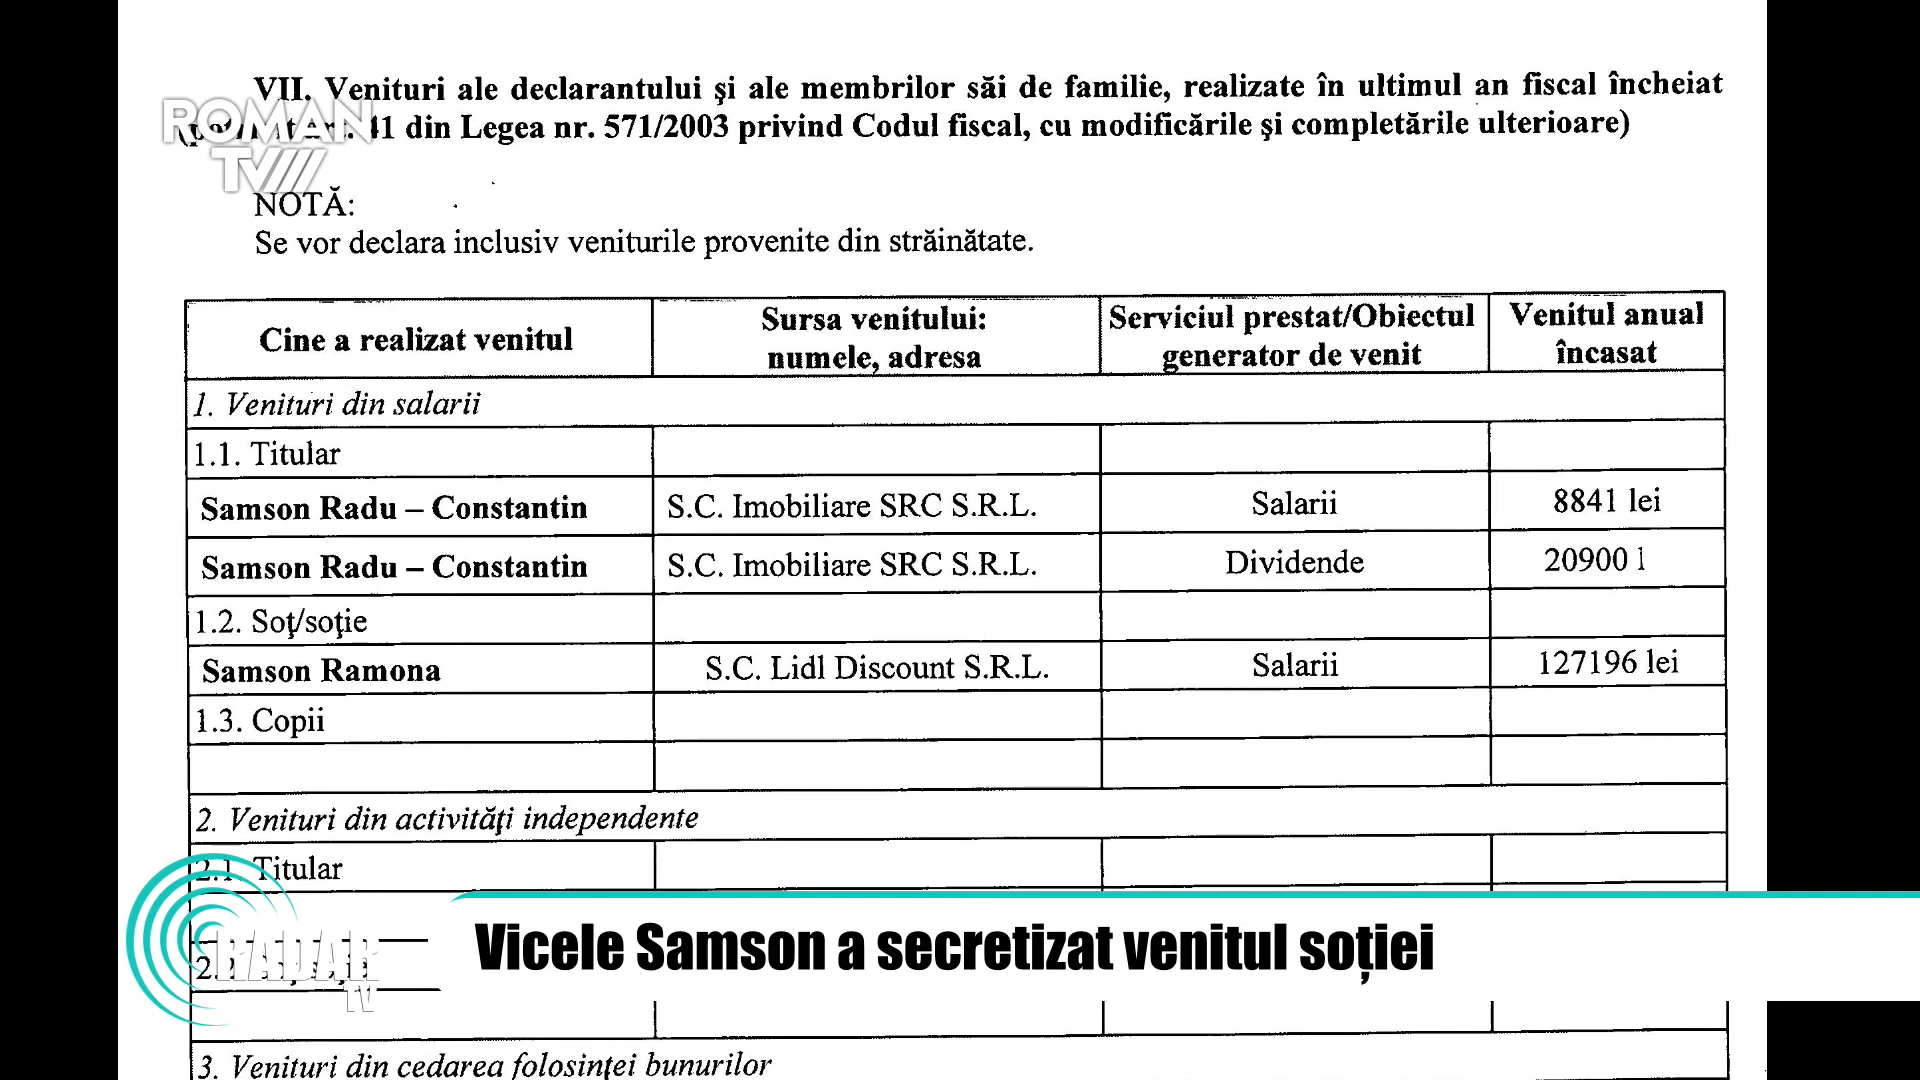 VII. Venituri ale declarantului şi ale membrilor săi de familie, realizate în ultimul an fiscal încheiat
41 din Legea nr. 571/2003 privind Codul fiscal, cu modificările şi completările ulterioare)
ROMAN
TV
NOTĂ:
Se vor declara inclusiv veniturile provenite din străinătate.
Cine a realizat venitul
Sursa venitului:
numele, adresa
Serviciul prestat/Obiectul
generator de venit
Venitul anual
încasat
1. Venituri din salarii
1.1. Titular
Samson Radu – Constantin S.C. Imobiliare SRC S.R.L. Salarii 8841 lei
Samson Radu – Constantin S.C. Imobiliare SRC S.R.L. Dividende 20900 l
1.2. Soţ/soţie
Samson Ramona S.C. Lidl Discount S.R.L. Salarii 127196 lei
1.3. Copii
2. Venituri din activităţi independente
2.1. Titular
RADAR
TV
Vicele Samson a secretizat venitul soției
3. Venituri din cedarea folosinţei bunurilor